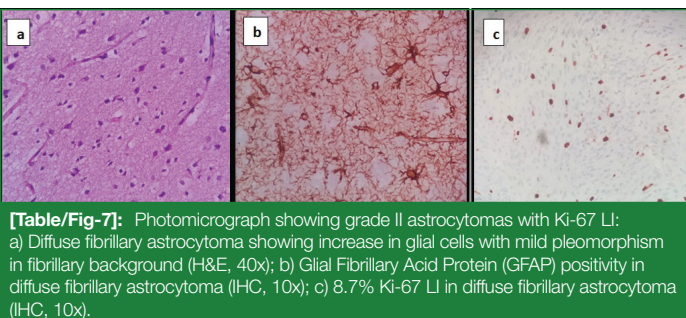 a
b
c
[Table/Fig-7]: Photomicrograph showing grade II astrocytomas with Ki-67 LI:
a) Diffuse fibrillary astrocytoma showing increase in glial cells with mild pleomorphism
in fibrillary background (H&E, 40x); b) Glial Fibrillary Acid Protein (GFAP) positivity in
diffuse fibrillary astrocytoma (IHC, 10x); c) 8.7% Ki-67 LI in diffuse fibrillary astrocytoma
(IHC, 10x).